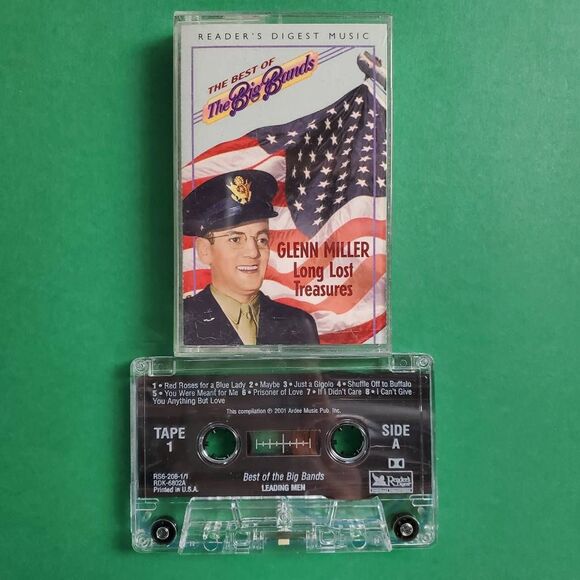 READER'S DIGEST MUSIC
THE BEST OF
The Big Bands
GLENN MILLER
Long Lost
Treasures
1 • Red Roses for a Blue Lady 2 • Maybe 3 • Just a Gigolo 4 • Shuffle Off to Buffalo
5 • You Were Meant for Me 6 • Prisoner of Love 7 • If I Didn't Care 8 • I Can't Give
You Anything But Love
This compilation ℗ 2001 Ardee Music Pub. Inc.
TAPE
1
SIDE
A
RS6-206-1/1
RDK-6802A
Printed in U.S.A.
Best of the Big Bands
LEADING MEN
Reader's
Digest